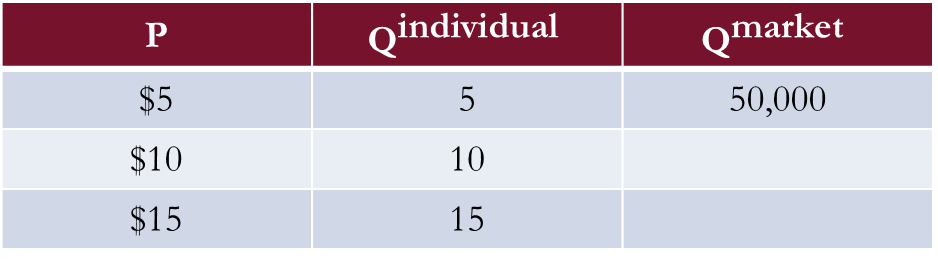 P Qindividual Qmarket
$5 5 50,000
$10 10
$15 15